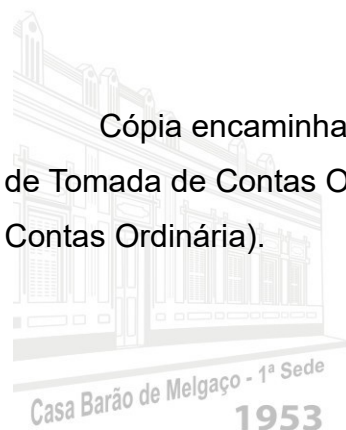 Cópia encaminha
de Tomada de Contas O
Contas Ordinária).
Casa Barão de Melgaço - 1ª Sede
1953